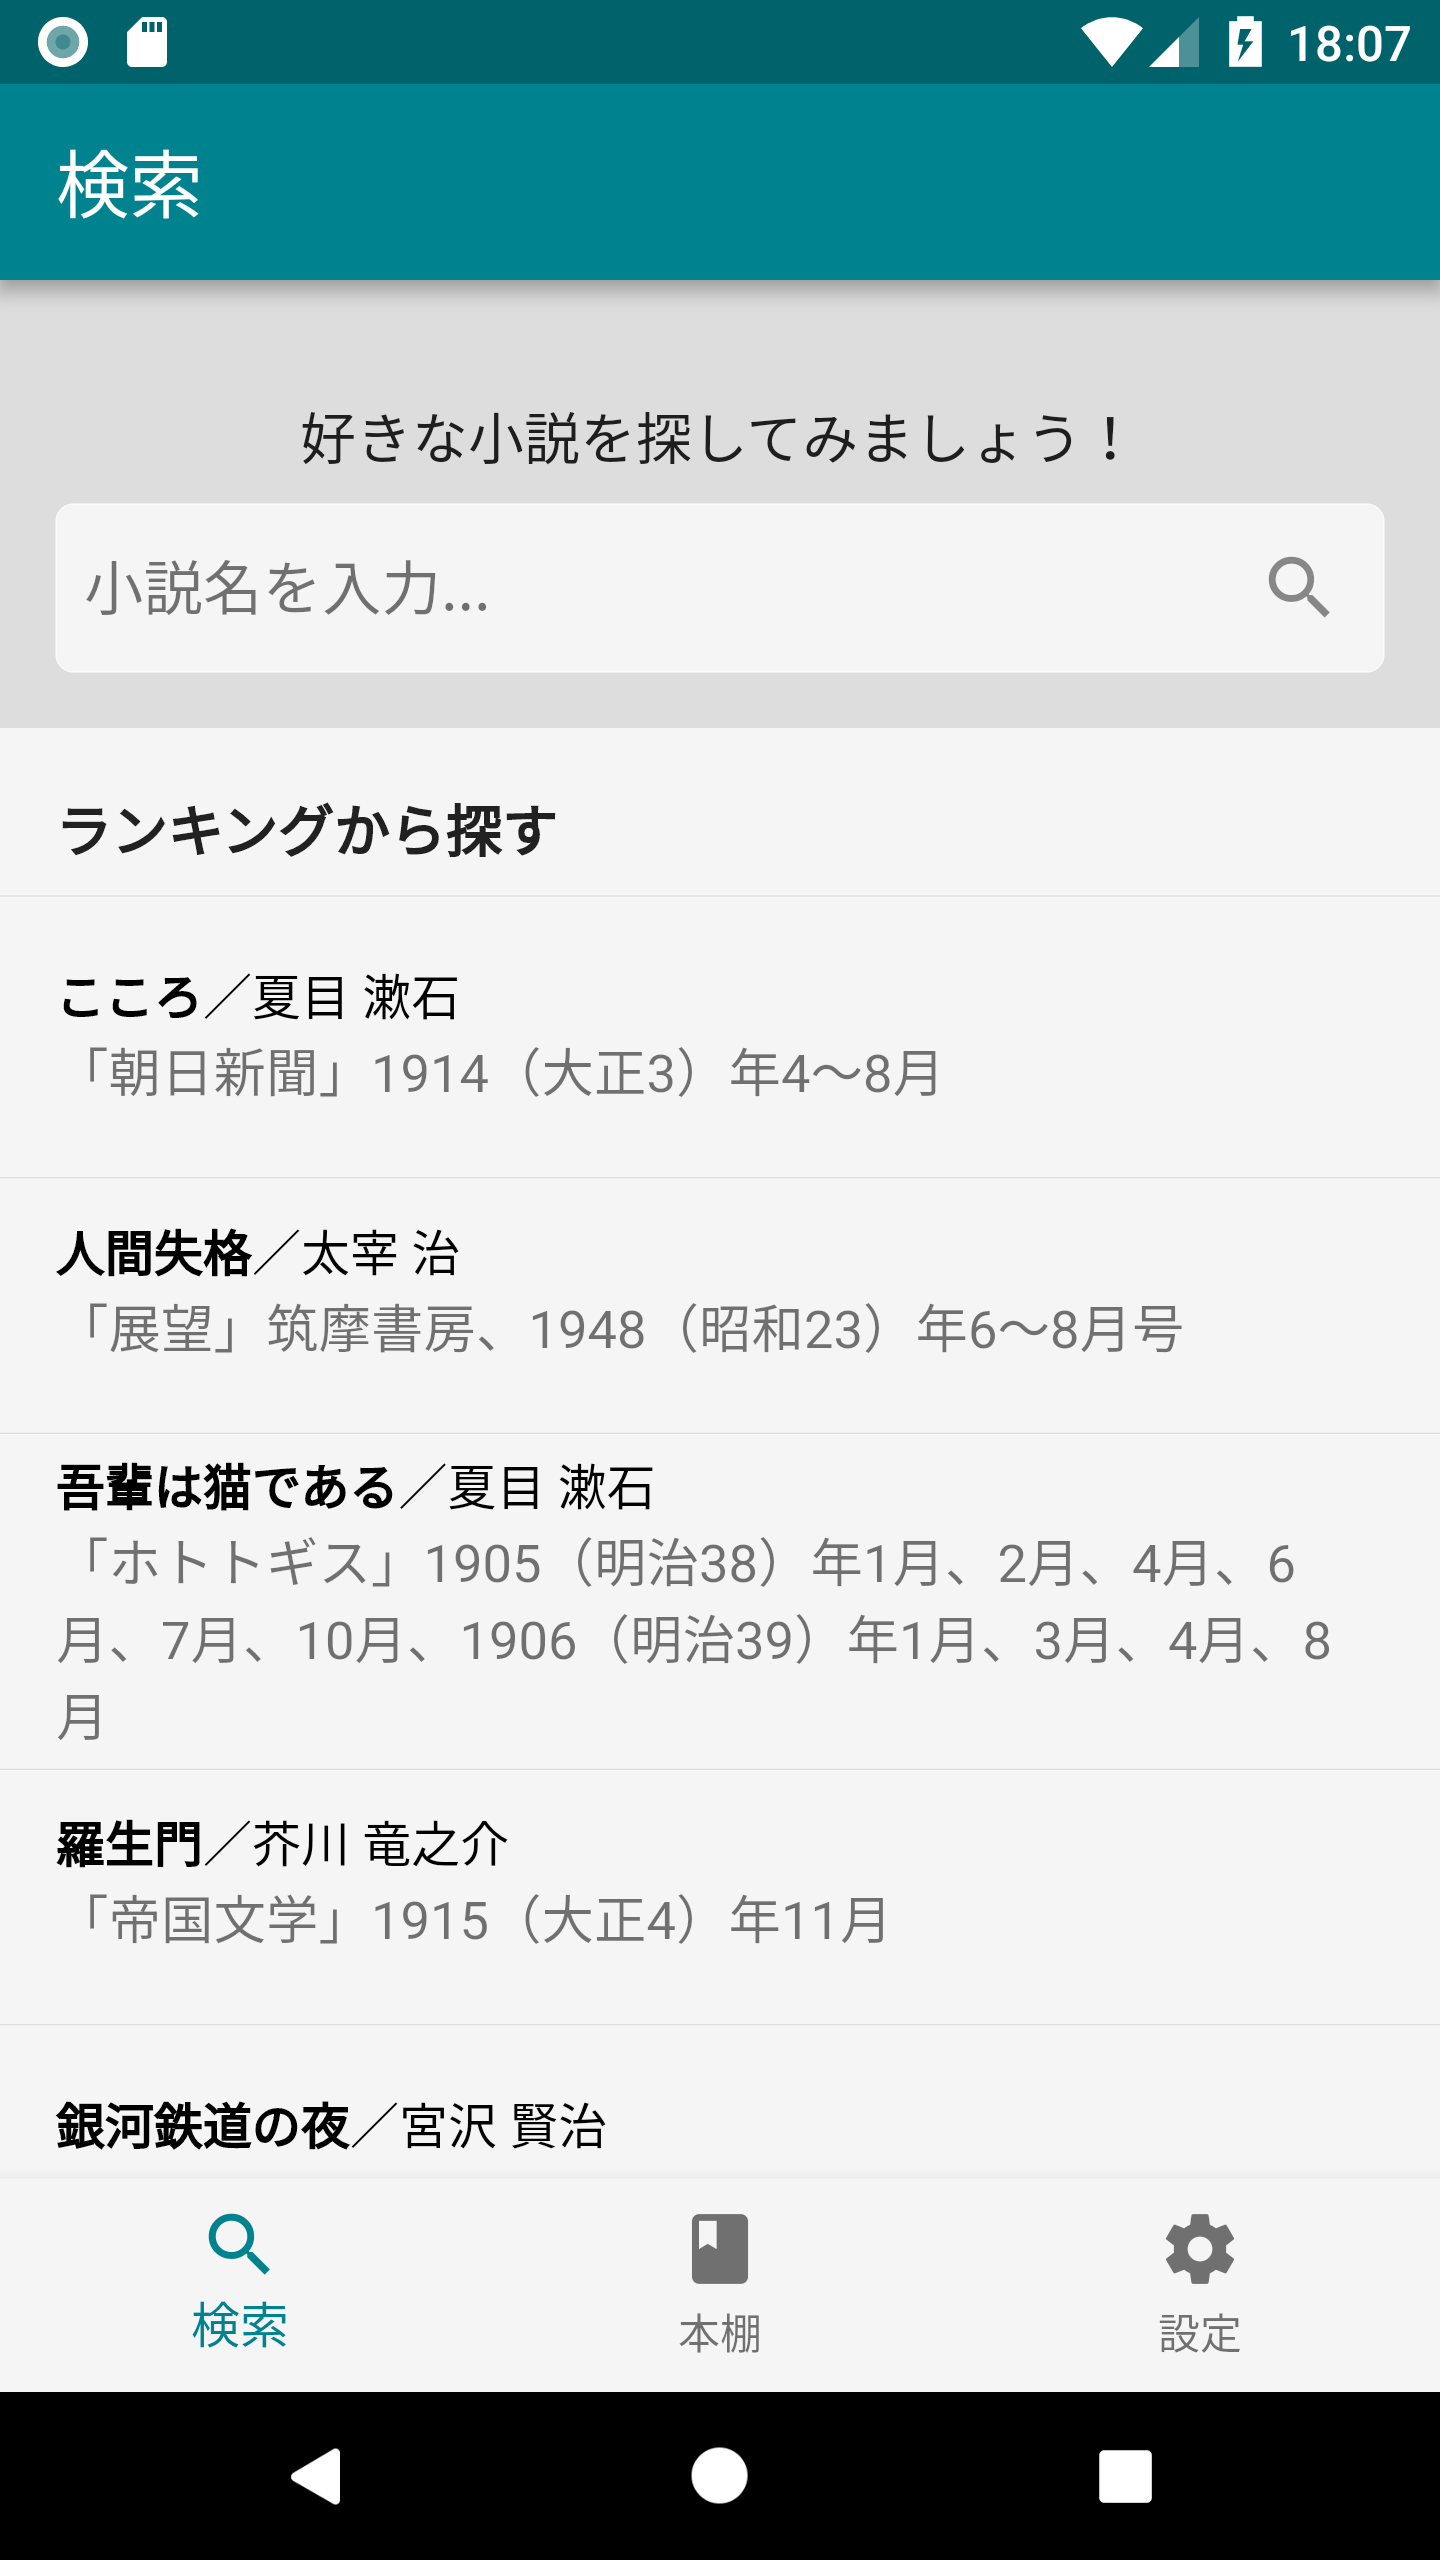 18:07
検索
好きな小説を探してみましょう！
小説名を入力...
ランキングから探す
こころ／夏目 漱石
「朝日新聞」1914（大正3）年4〜8月
人間失格／太宰 治
「展望」筑摩書房、1948（昭和23）年6〜8月号
吾輩は猫である／夏目 漱石
「ホトトギス」1905（明治38）年1月、2月、4月、6
月、7月、10月、1906（明治39）年1月、3月、4月、8
月
羅生門／芥川 竜之介
「帝国文学」1915（大正4）年11月
銀河鉄道の夜／宮沢 賢治
検索
本棚
設定